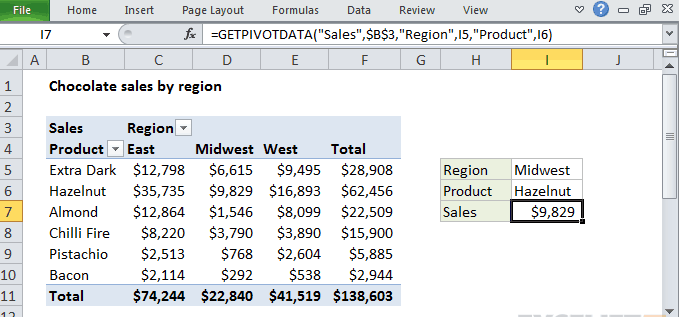 File Home Insert Page Layout Formulas Data Review View
I7 fx =GETPIVOTDATA("Sales",$B$3,"Region",I5,"Product",I6)
A B C D E F G H I J
1 Chocolate sales by region
2
3 Sales Region
4 Product East Midwest West Total
5 Extra Dark $12,798 $6,615 $9,495 $28,908 Region Midwest
6 Hazelnut $35,735 $9,829 $16,893 $62,456 Product Hazelnut
7 Almond $12,864 $1,546 $8,099 $22,509 Sales $9,829
8 Chilli Fire $8,220 $3,790 $3,890 $15,900
9 Pistachio $2,513 $768 $2,604 $5,885
10 Bacon $2,114 $292 $538 $2,944
11 Total $74,244 $22,840 $41,519 $138,603